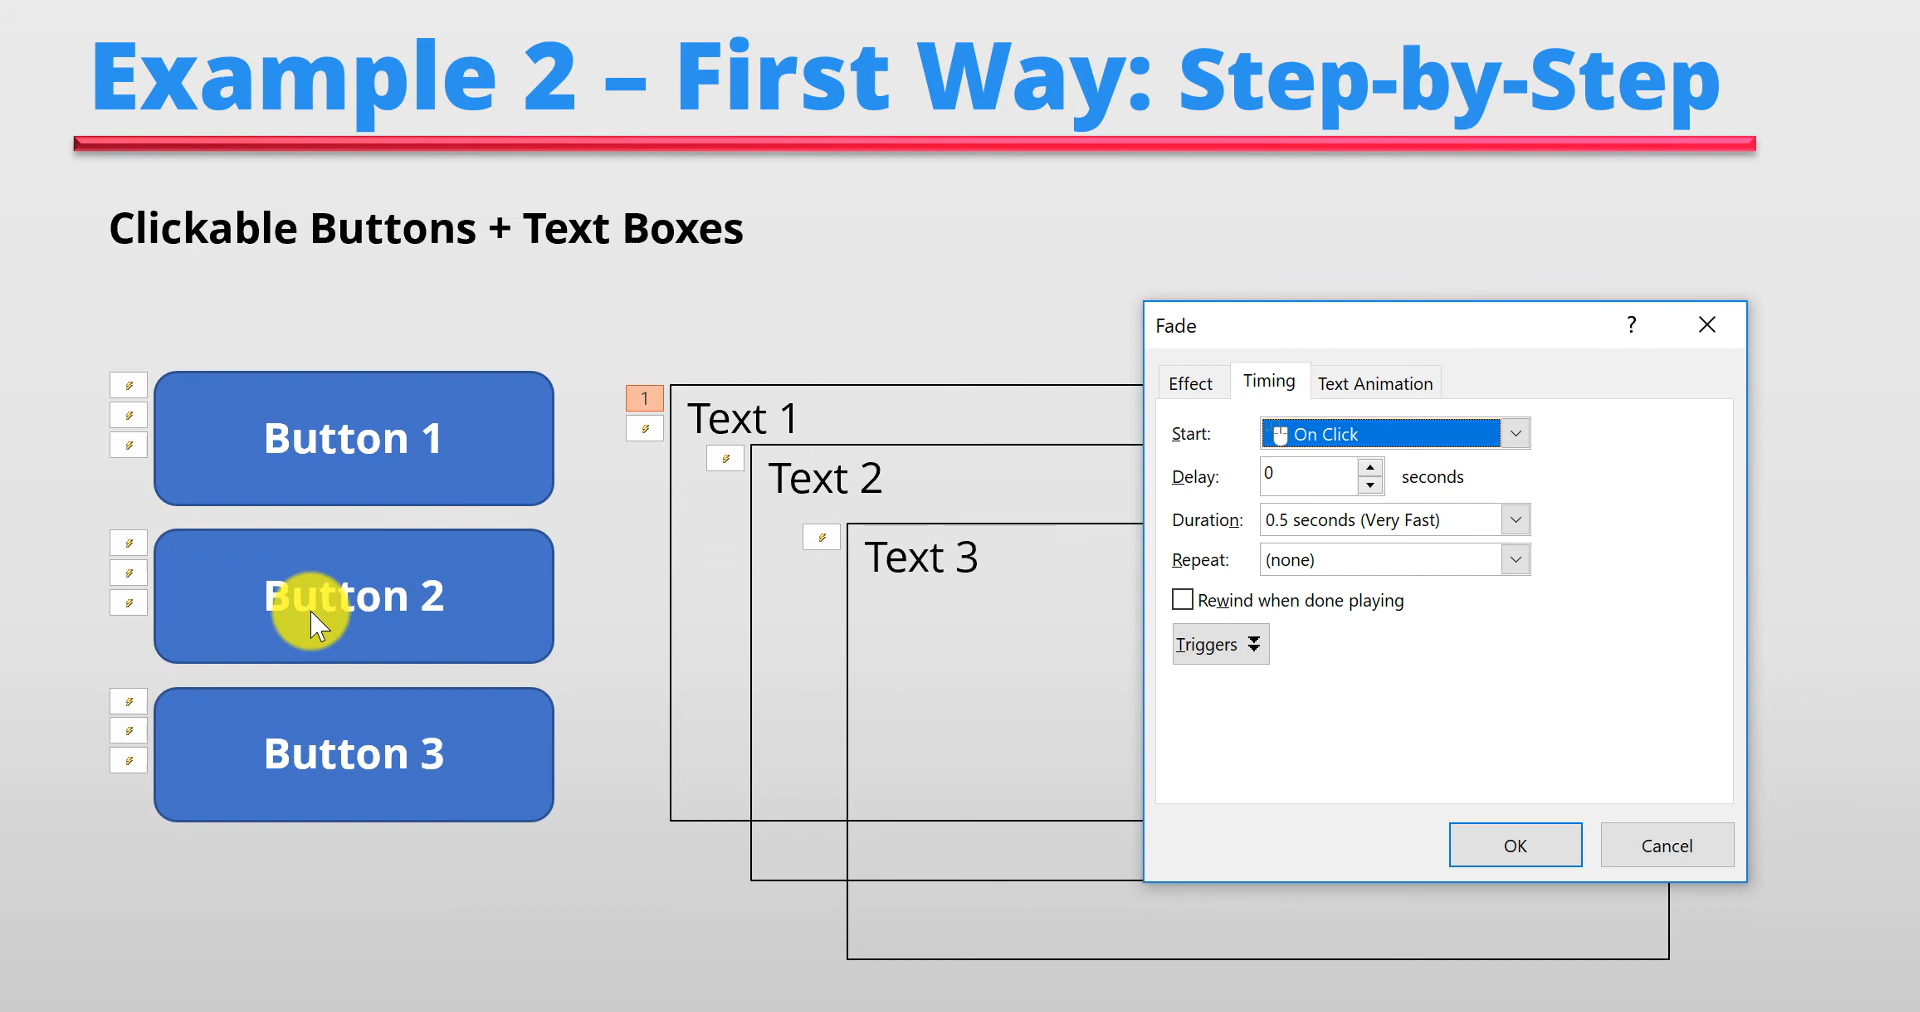 Example 2 – First Way: Step-by-Step
Clickable Buttons + Text Boxes
Button 1
Button 2
Button 3
1
Text 1
Text 2
Text 3
Fade
?
Effect
Timing
Text Animation
Start:
On Click
Delay:
0
seconds
Duration:
0.5 seconds (Very Fast)
Repeat:
(none)
Rewind when done playing
Triggers
OK
Cancel